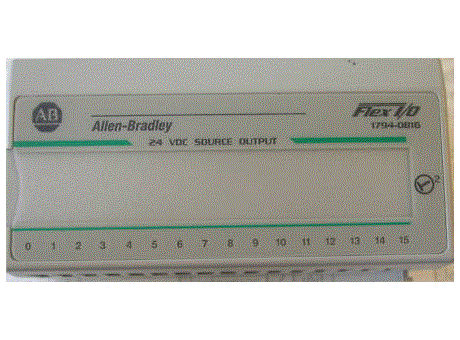 AB
Allen-Bradley
Flex I/O
1794-OB16
24 VDC SOURCE OUTPUT
2
0 1 2 3 4 5 6 7 8 9 10 11 12 13 14 15